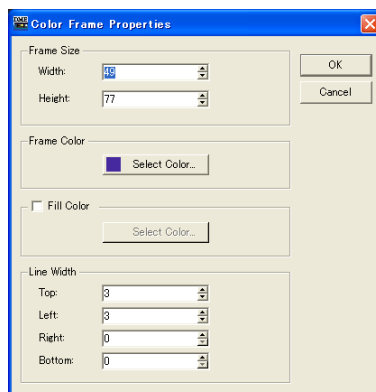 Color Frame Properties
Frame Size
Width: 49
Height: 77
OK
Cancel
Frame Color
Select Color...
Fill Color
Select Color...
Line Width
Top: 3
Left: 3
Right: 0
Bottom: 0